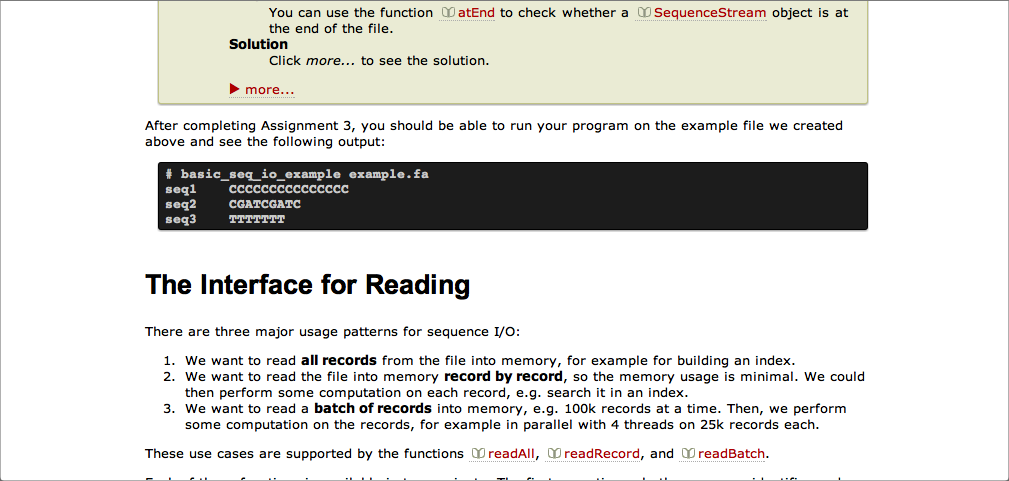 You can use the function atEnd to check whether a SequenceStream object is at
the end of the file.
Solution
Click more... to see the solution.
more...
After completing Assignment 3, you should be able to run your program on the example file we created
above and see the following output:
# basic_seq_io_example example.fa
seq1 CCCCCCCCCCCCCCC
seq2 CGATCGATC
seq3 TTTTTTT
The Interface for Reading
There are three major usage patterns for sequence I/O:
1. We want to read all records from the file into memory, for example for building an index.
2. We want to read the file into memory record by record, so the memory usage is minimal. We could
then perform some computation on each record, e.g. search it in an index.
3. We want to read a batch of records into memory, e.g. 100k records at a time. Then, we perform
some computation on the records, for example in parallel with 4 threads on 25k records each.
These use cases are supported by the functions readAll, readRecord, and readBatch.